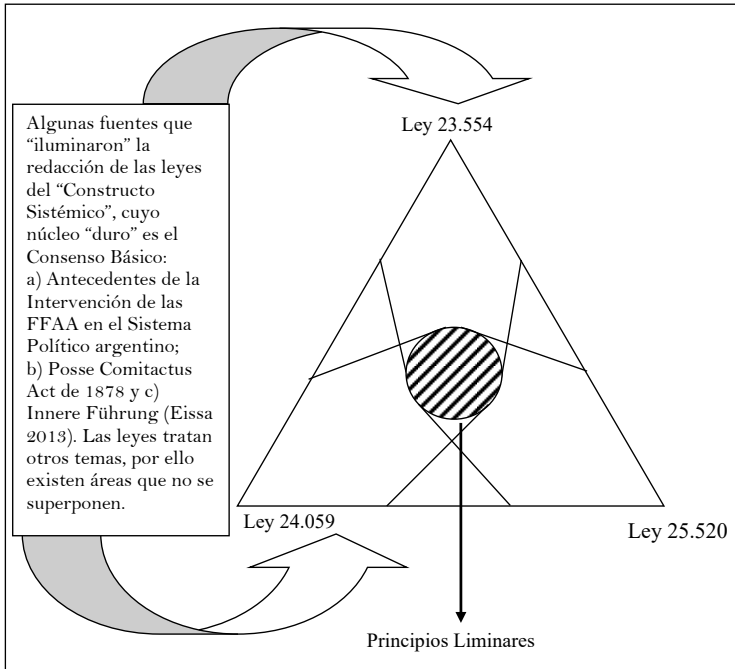 Algunas fuentes que
“iluminaron” la
redacción de las leyes
del “Constructo
Sistémico”, cuyo
núcleo “duro” es el
Consenso Básico:
a) Antecedentes de la
Intervención de las
FFAA en el Sistema
Político argentino;
b) Posse Comitactus
Act de 1878 y c)
Innere Führung (Eissa
2013). Las leyes tratan
otros temas, por ello
existen áreas que no se
superponen.
Ley 23.554
Ley 24.059
Ley 25.520
Principios Liminares